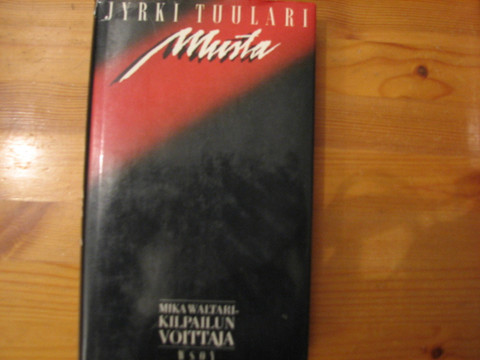 JYRKI TUULARI
Musta
MIKA WALTARI-
KILPAILUN
VOITTAJA
WSOY